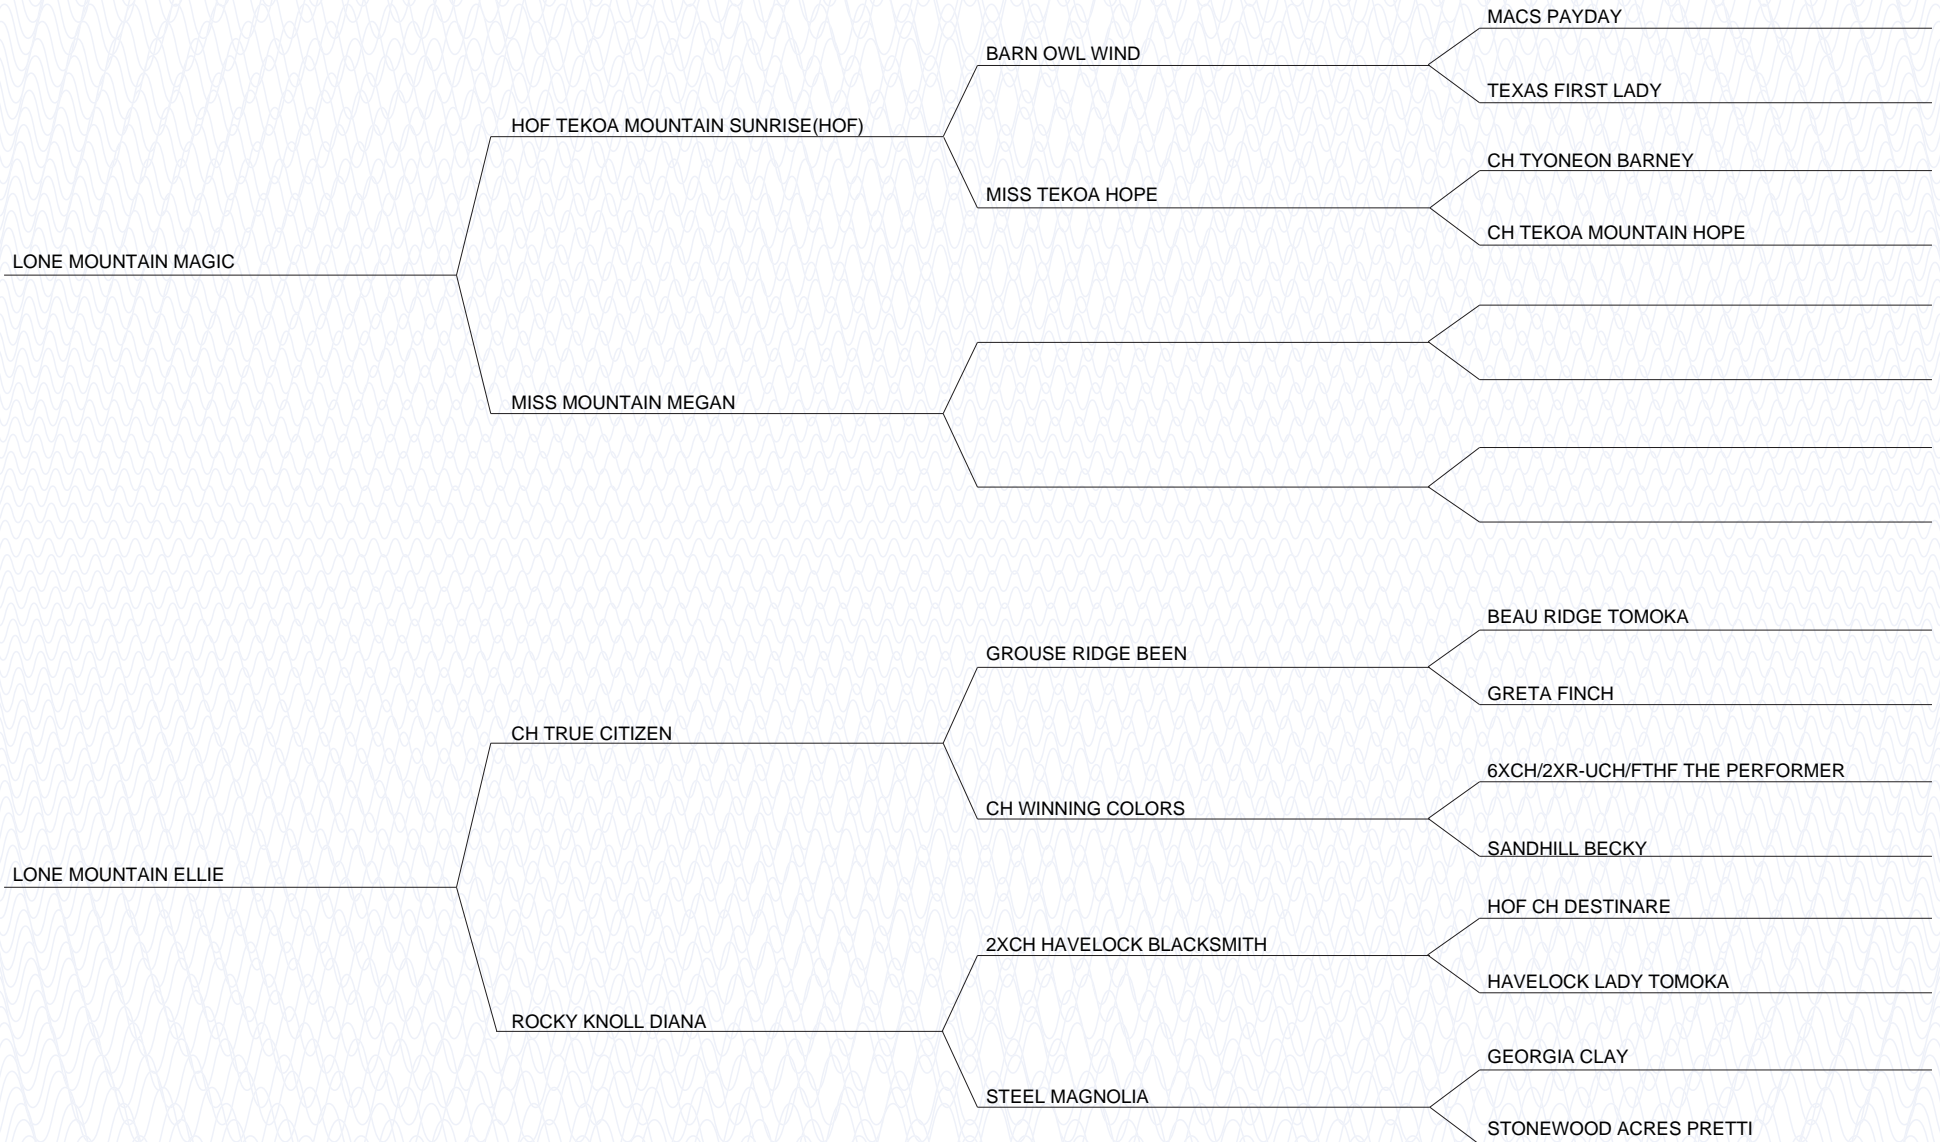 MACS PAYDAY
BARN OWL WIND
TEXAS FIRST LADY
HOF TEKOA MOUNTAIN SUNRISE(HOF)
CH TYONEON BARNEY
MISS TEKOA HOPE
CH TEKOA MOUNTAIN HOPE
LONE MOUNTAIN MAGIC
MISS MOUNTAIN MEGAN
BEAU RIDGE TOMOKA
GROUSE RIDGE BEEN
GRETA FINCH
CH TRUE CITIZEN
6XCH/2XR-UCH/FTHF THE PERFORMER
CH WINNING COLORS
SANDHILL BECKY
LONE MOUNTAIN ELLIE
HOF CH DESTINARE
2XCH HAVELOCK BLACKSMITH
HAVELOCK LADY TOMOKA
ROCKY KNOLL DIANA
GEORGIA CLAY
STEEL MAGNOLIA
STONEWOOD ACRES PRETTI